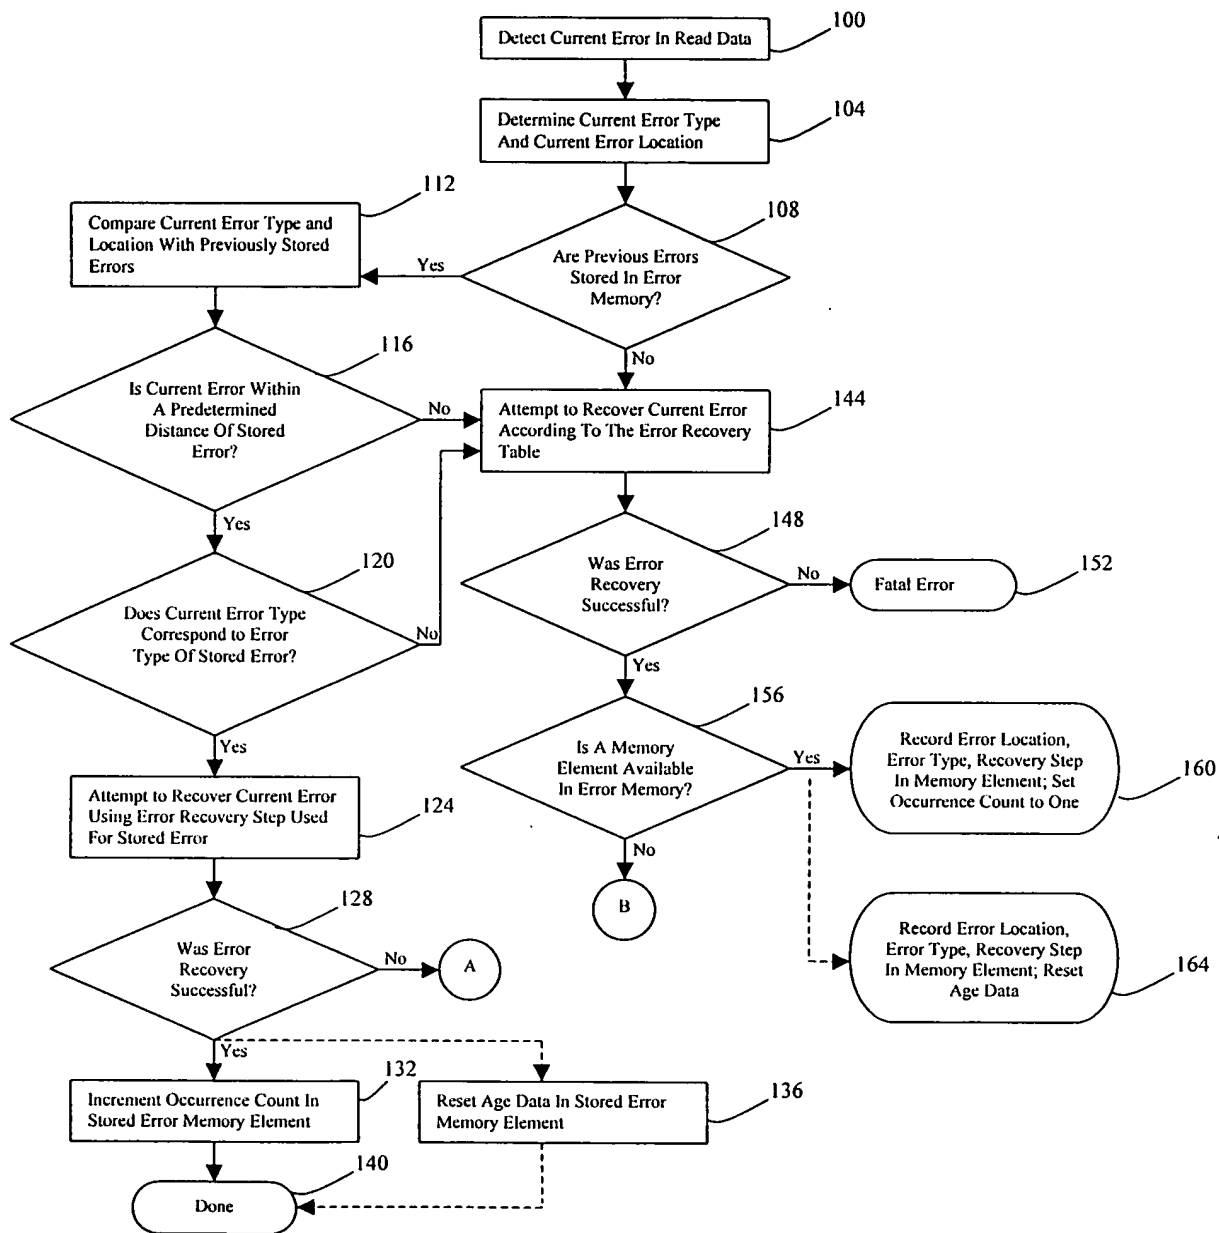 Detect Current Error In Read Data
100
Determine Current Error Type
And Current Error Location
104
112
Compare Current Error Type and
Location With Previously Stored
Errors
108
Are Previous Errors
Stored In Error
Memory?
Yes
No
116
Is Current Error Within
A Predetermined
Distance Of Stored
Error?
No
Yes
Attempt to Recover Current Error
According To The Error Recovery
Table
144
120
Does Current Error Type
Correspond to Error
Type Of Stored Error?
No
Yes
148
Was Error
Recovery
Successful?
No
Fatal Error
152
Yes
156
Is A Memory
Element Available
In Error Memory?
Yes
No
Record Error Location,
Error Type, Recovery Step
In Memory Element; Set
Occurrence Count to One
160
Attempt to Recover Current Error
Using Error Recovery Step Used
For Stored Error
124
B
128
Was Error
Recovery
Successful?
No
A
Yes
Record Error Location,
Error Type, Recovery Step
In Memory Element; Reset
Age Data
164
132
Increment Occurrence Count In
Stored Error Memory Element
Reset Age Data In Stored Error
Memory Element
136
140
Done